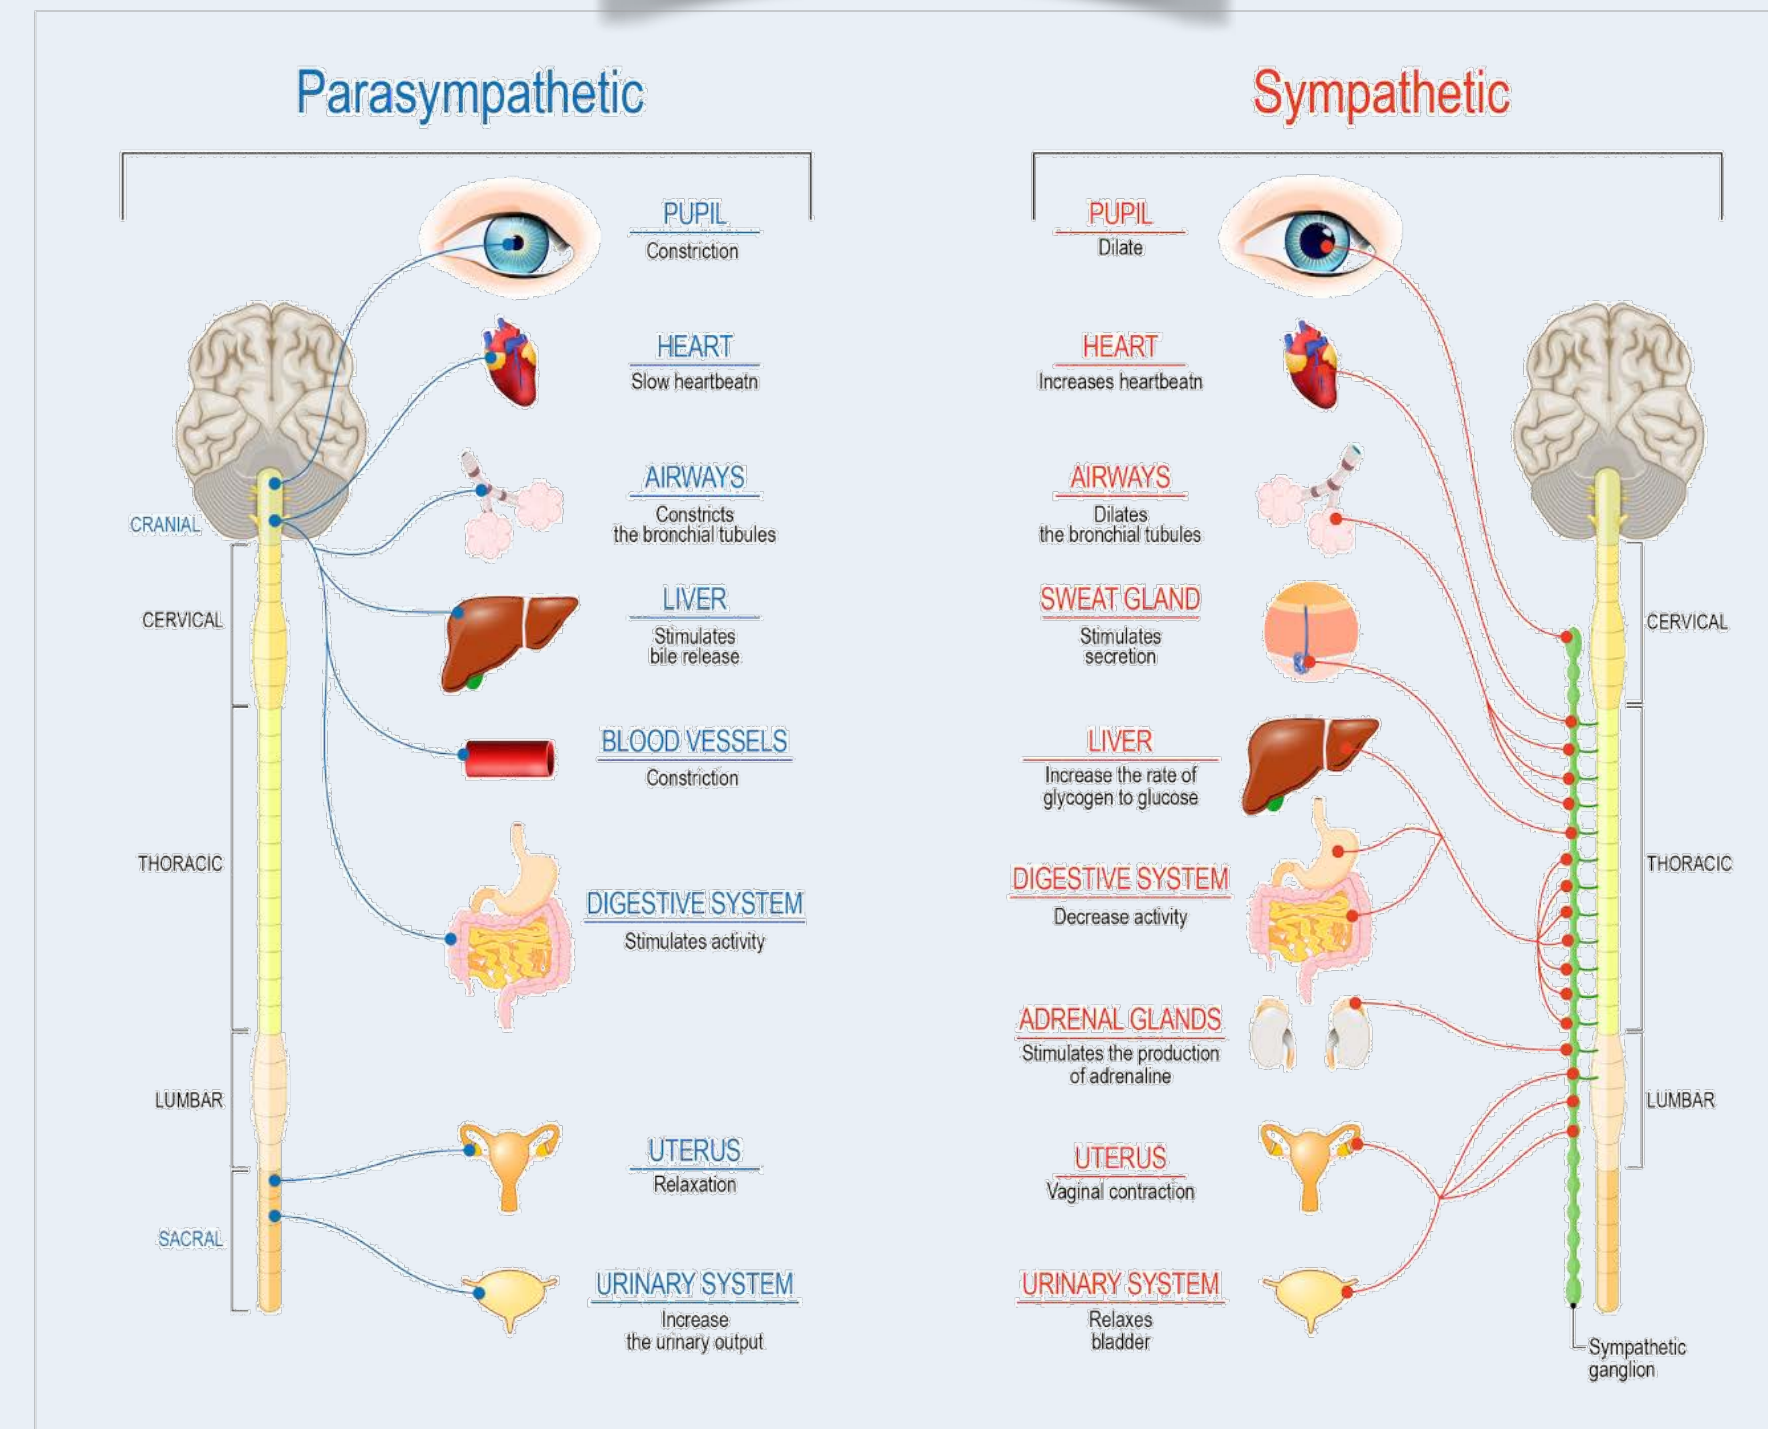 Parasympathetic
PUPIL
Constriction
HEART
Slow heartbeatn
AIRWAYS
Constricts
the bronchial tubules
LIVER
Stimulates
bile release
BLOOD VESSELS
Constriction
DIGESTIVE SYSTEM
Stimulates activity
UTERUS
Relaxation
URINARY SYSTEM
Increase
the urinary output
CRANIAL
CERVICAL
THORACIC
LUMBAR
SACRAL
Sympathetic
PUPIL
Dilate
HEART
Increases heartbeatn
AIRWAYS
Dilates
the bronchial tubules
SWEAT GLAND
Stimulates
secretion
LIVER
Increase the rate of
glycogen to glucose
DIGESTIVE SYSTEM
Decrease activity
ADRENAL GLANDS
Stimulates the production
of adrenaline
UTERUS
Vaginal contraction
URINARY SYSTEM
Relaxes
bladder
CERVICAL
THORACIC
LUMBAR
Sympathetic
ganglion